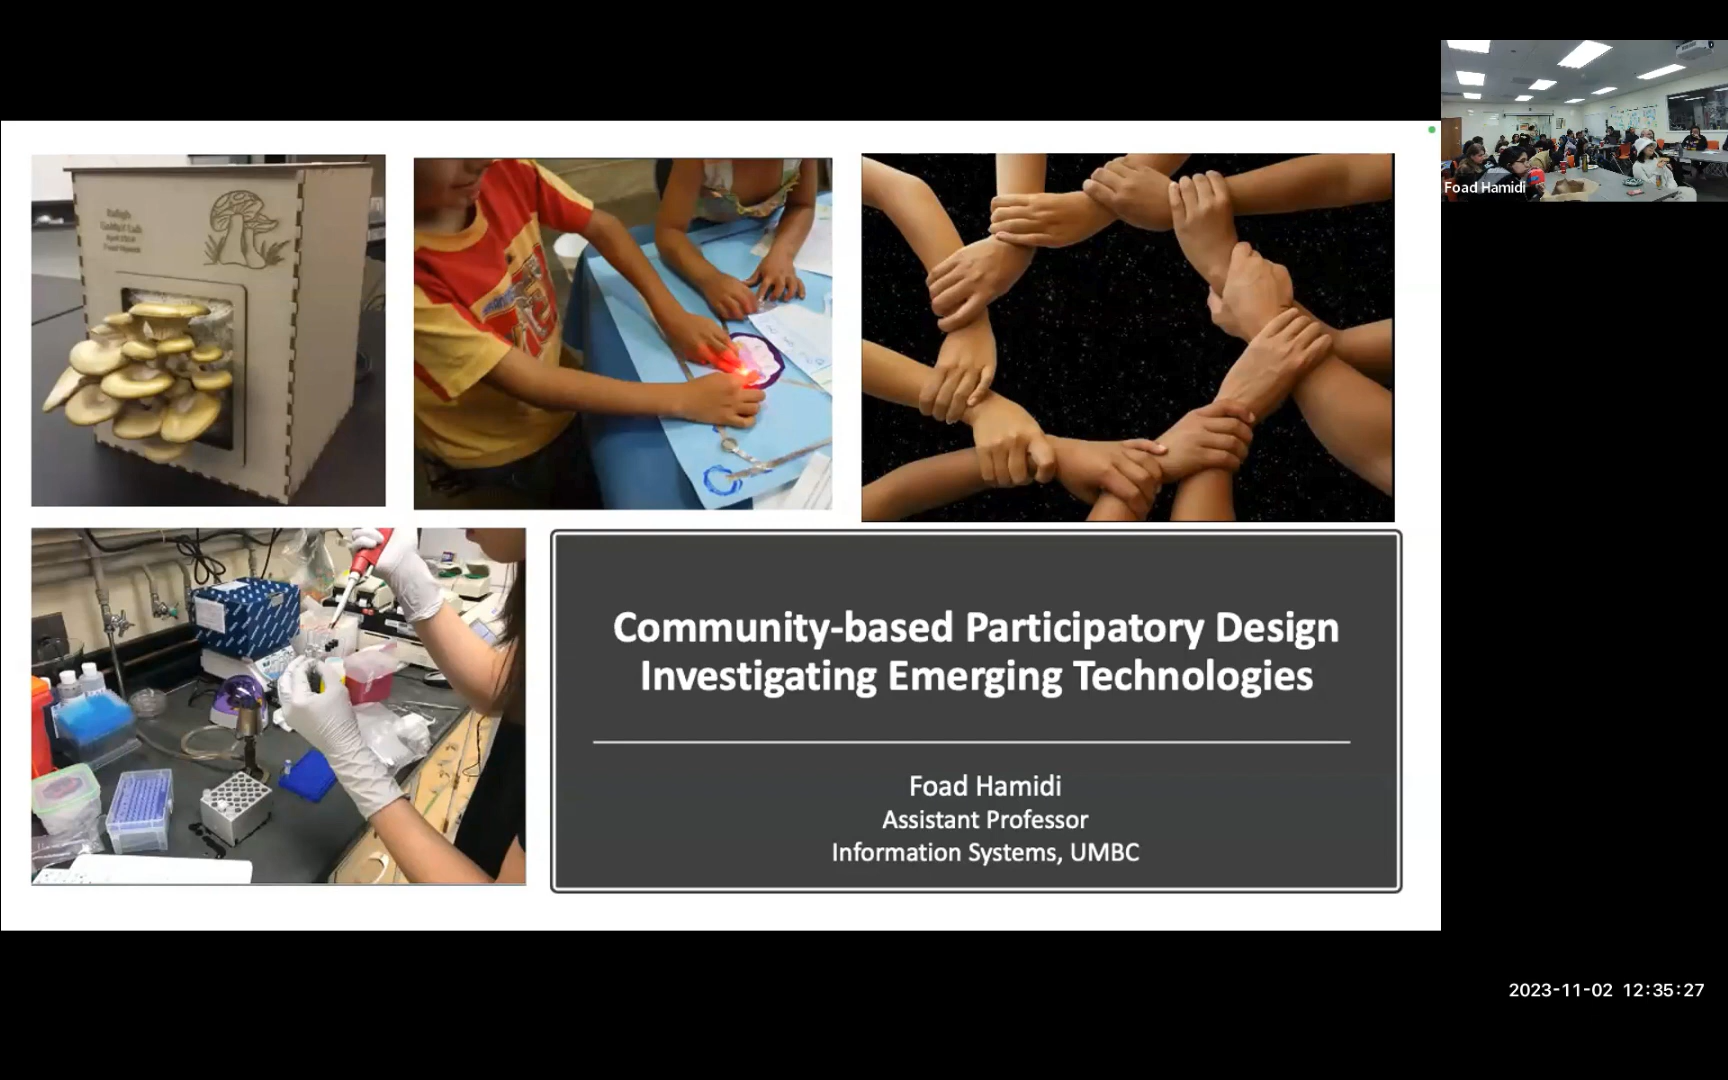 Foad Hamidi
Community-based Participatory Design
Investigating Emerging Technologies
Foad Hamidi
Assistant Professor
Information Systems, UMBC
2023-11-02 12:35:27